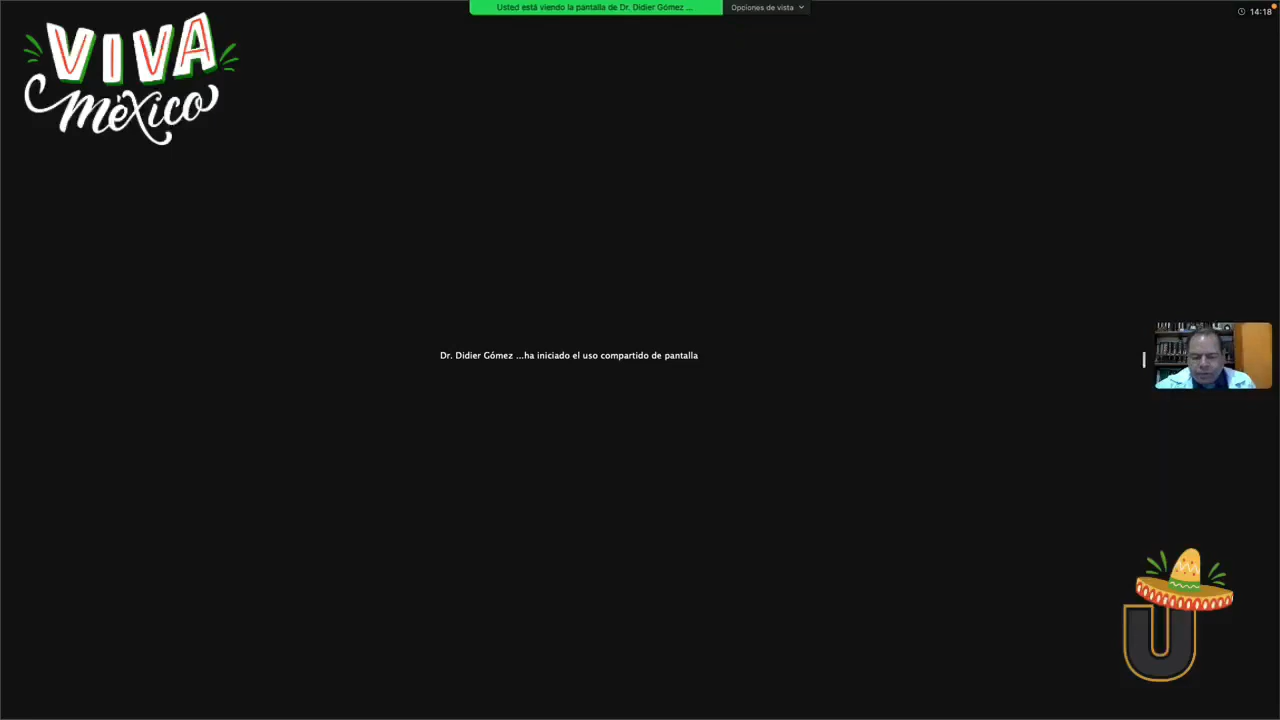 Usted está viendo la pantalla de Dr. Didier Gómez ...
Opciones de vista
14:18
VIVA
México
Dr. Didier Gómez ...ha iniciado el uso compartido de pantalla
U